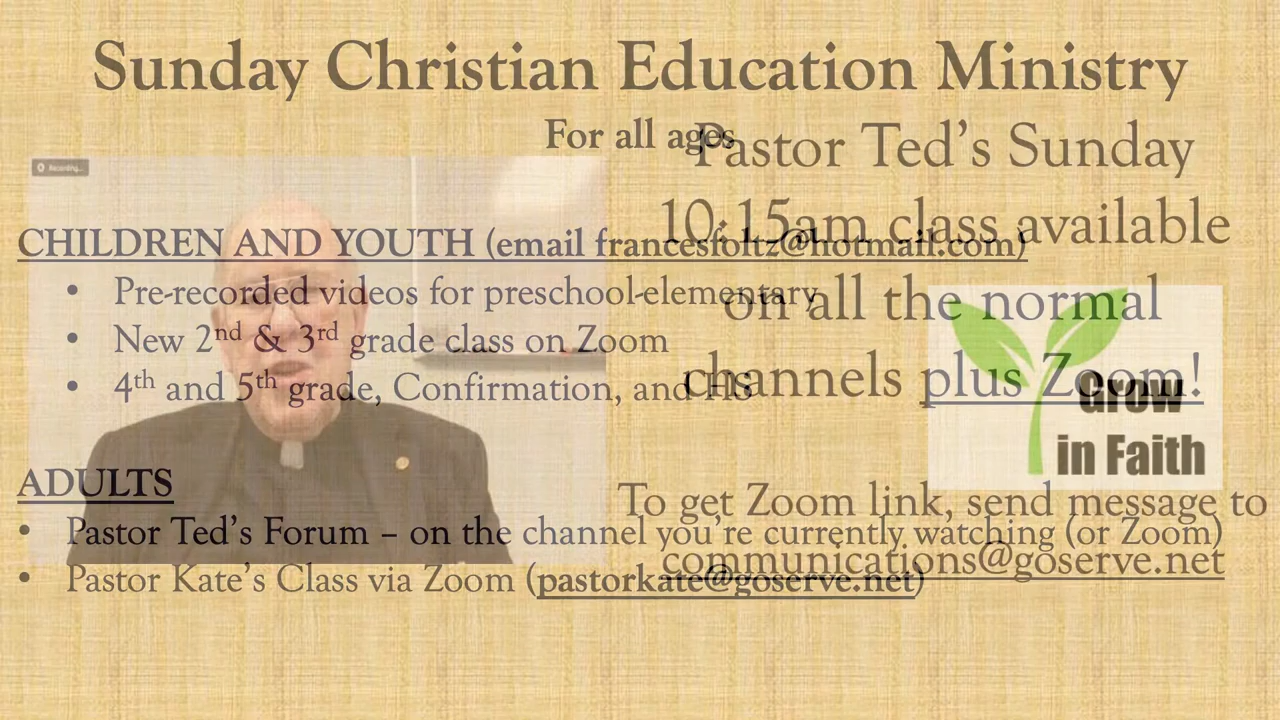 Sunday Christian Education Ministry
For all ages
CHILDREN AND YOUTH (email francesfoltz@hotmail.com)
• Pre-recorded videos for preschool-elementary
• New 2nd & 3rd grade class on Zoom
• 4th and 5th grade, Confirmation, and HS
ADULTS
• Pastor Ted's Forum – on the channel you're currently watching (or Zoom)
• Pastor Kate's Class via Zoom (pastorkate@goserve.net)
Recording...
Pastor Ted's Sunday
10:15am class available
on all the normal
channels plus Zoom!
To get Zoom link, send message to
communications@goserve.net
Grow
in Faith